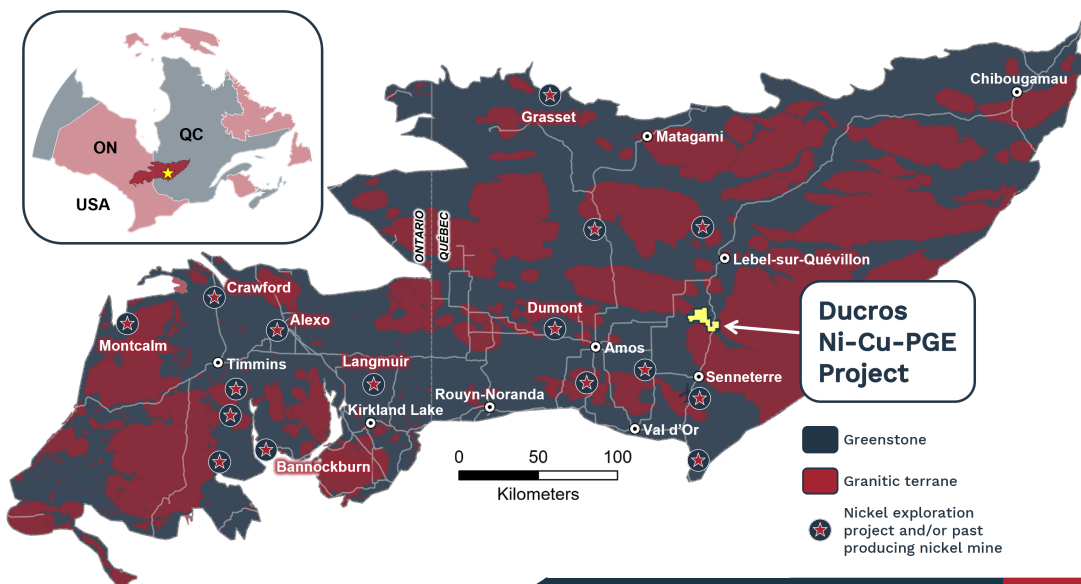 ON
QC
USA
Chibougamau
Grasset
Matagami
ONTARIO
QUÉBEC
Lebel-sur-Quévillon
Crawford
Alexo
Montcalm
Timmins
Langmuir
Dumont
Amos
Senneterre
Rouyn-Noranda
Kirkland Lake
Val d'Or
Bannockburn
Ducros
Ni-Cu-PGE
Project
0 50 100
Kilometers
Greenstone
Granitic terrane
Nickel exploration
project and/or past
producing nickel mine